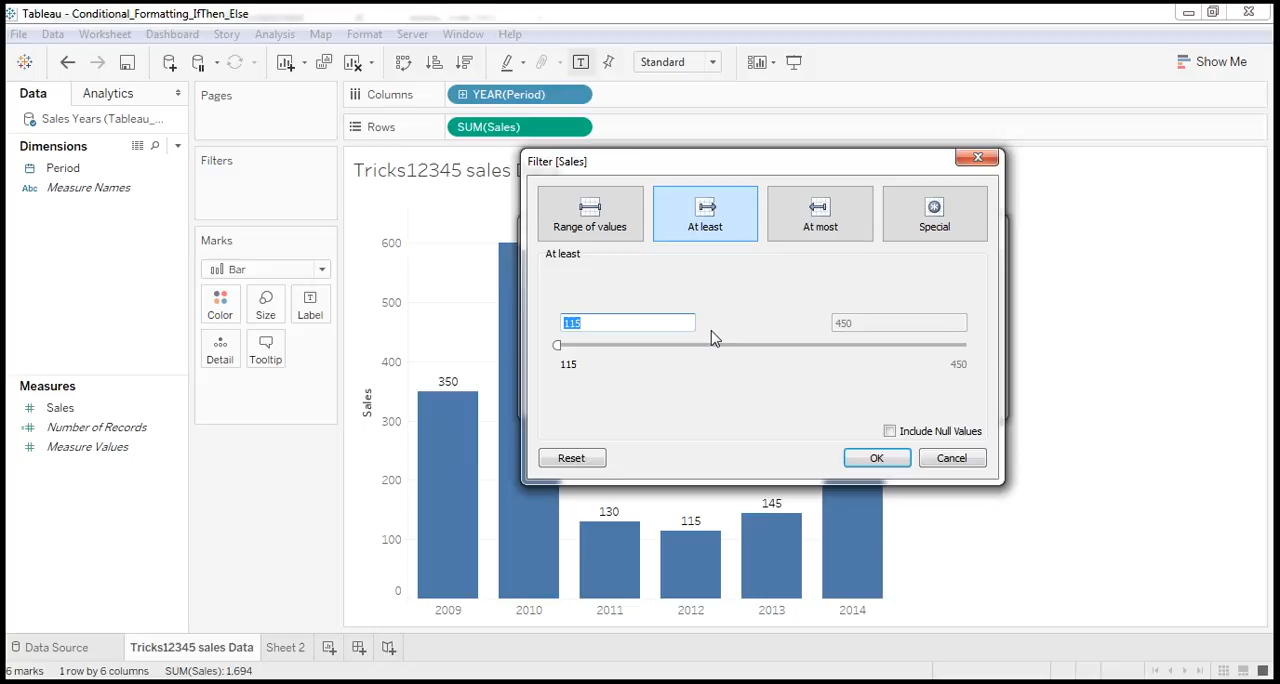 Tableau - Conditional_Formatting_IfThen_Else
File Data Worksheet Dashboard Story Analysis Map Format Server Window Help
Standard
Show Me
Data Analytics
Sales Years (Tableau_...
Dimensions
Period
Abc Measure Names
Measures
Sales
Number of Records
Measure Values
Pages
Filters
Marks
Bar
Color Size Label
Detail Tooltip
Columns YEAR(Period)
Rows SUM(Sales)
Tricks12345 sales D
Filter [Sales]
Range of values At least At most Special
At least
115 450
115 450
Include Null Values
Reset OK Cancel
Sales
600
500
400
300
200
100
0
350
130
115
145
2009 2010 2011 2012 2013 2014
Data Source Tricks12345 sales Data Sheet 2
6 marks 1 row by 6 columns SUM(Sales): 1.694